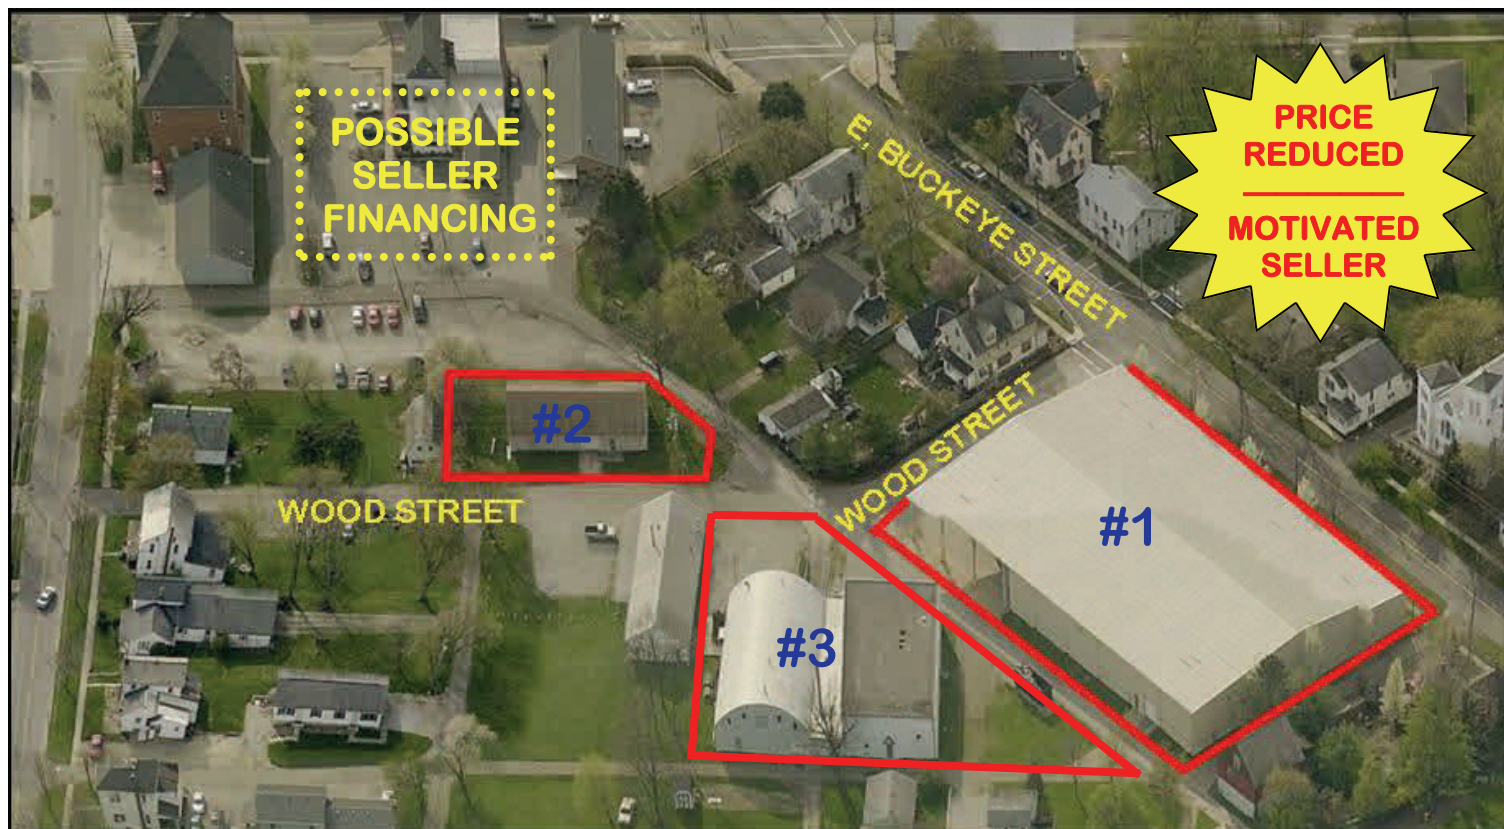 POSSIBLE
SELLER
FINANCING
E, BUCKEYE STREET
PRICE
REDUCED
MOTIVATED
SELLER
#2
WOOD STREET
WOOD STREET
#1
#3